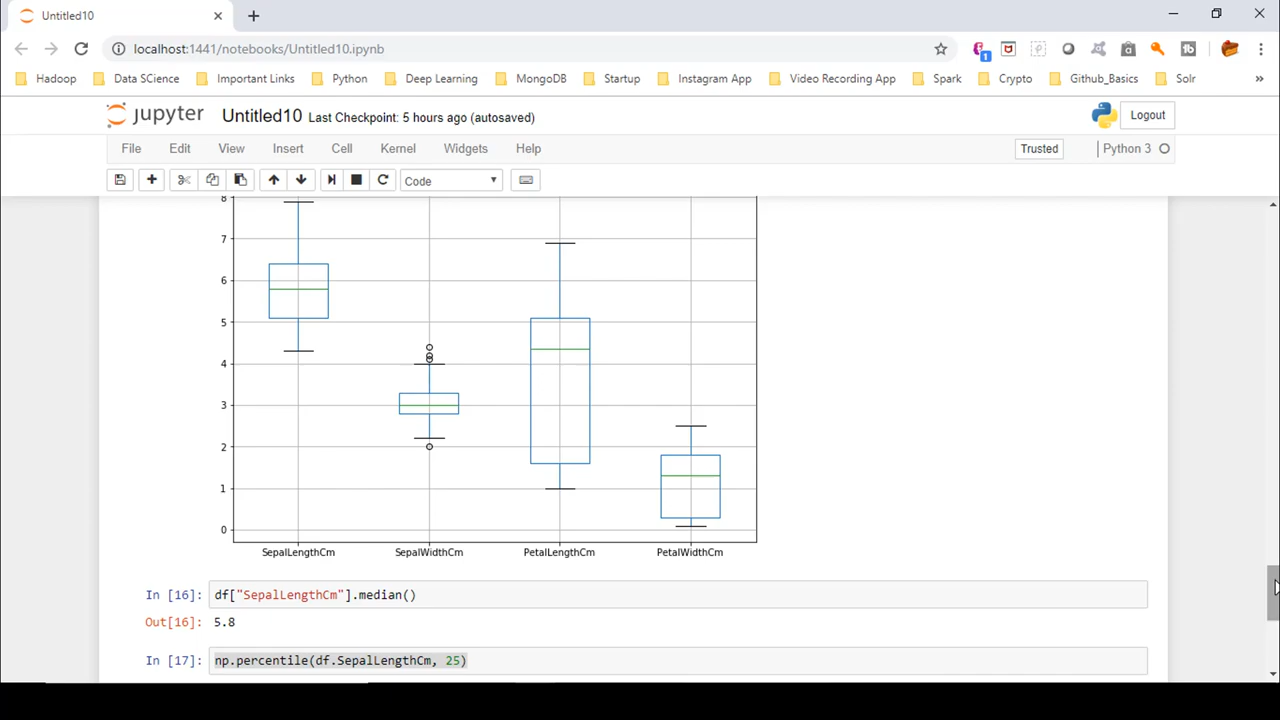 Untitled10
localhost:1441/notebooks/Untitled10.ipynb
1
Hadoop Data SCience Important Links Python Deep Learning MongoDB Startup Instagram App Video Recording App Spark Crypto Github_Basics Solr »
jupyter Untitled10 Last Checkpoint: 5 hours ago (autosaved) Logout
File Edit View Insert Cell Kernel Widgets Help Trusted Python 3
Code
8
7
6
5
4
3
2
1
0
SepalLengthCm SepalWidthCm PetalLengthCm PetalWidthCm
In [16]: df["SepalLengthCm"].median()
Out[16]: 5.8
In [17]: np.percentile(df.SepalLengthCm, 25)